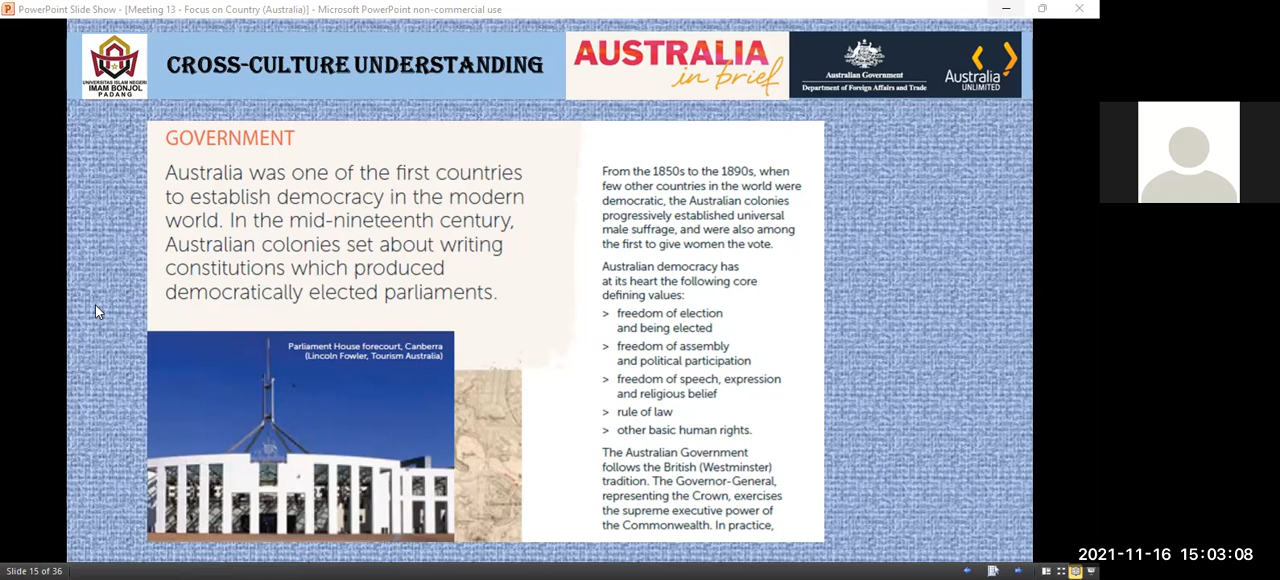 PowerPoint Slide Show - [Meeting 13 - Focus on Country (Australia)] - Microsoft PowerPoint non-commercial use
UNIVERSITAS ISLAM NEGERI
IMAM BONJOL
PADANG
CROSS-CULTURE UNDERSTANDING
AUSTRALIA
in brief
Australian Government
Department of Foreign Affairs and Trade
Australia
UNLIMITED
GOVERNMENT
Australia was one of the first countries
to establish democracy in the modern
world. In the mid-nineteenth century,
Australian colonies set about writing
constitutions which produced
democratically elected parliaments.
Parliament House forecourt, Canberra
(Lincoln Fowler, Tourism Australia)
From the 1850s to the 1890s, when
few other countries in the world were
democratic, the Australian colonies
progressively established universal
male suffrage, and were also among
the first to give women the vote.
Australian democracy has
at its heart the following core
defining values:
> freedom of election
and being elected
> freedom of assembly
and political participation
> freedom of speech, expression
and religious belief
> rule of law
> other basic human rights.
The Australian Government
follows the British (Westminster)
tradition. The Governor-General,
representing the Crown, exercises
the supreme executive power of
the Commonwealth. In practice,
2021-11-16 15:03:08
Slide 15 of 36